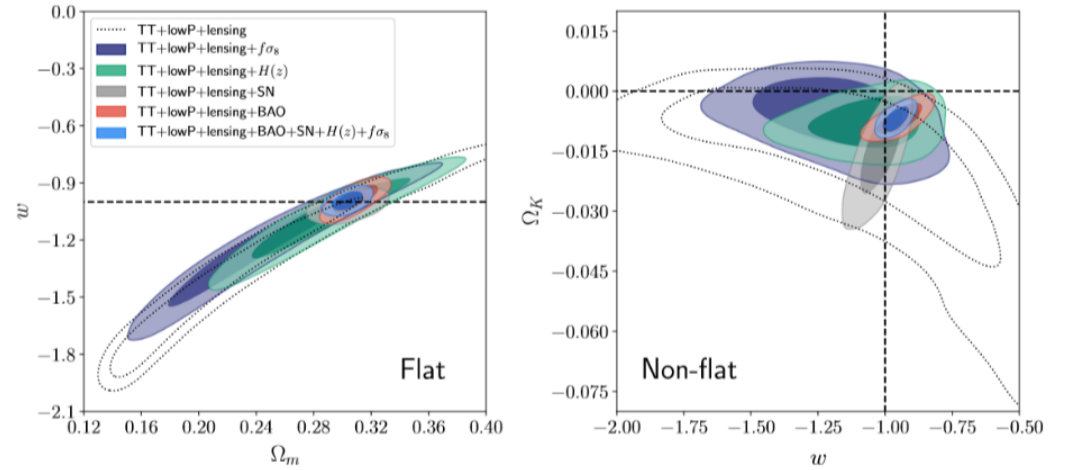 TT+lowP+lensing
TT+lowP+lensing+fσ₈
TT+lowP+lensing+H(z)
TT+lowP+lensing+SN
TT+lowP+lensing+BAO
TT+lowP+lensing+BAO+SN+H(z)+fσ₈
0.0
−0.3
−0.6
−0.9
−1.2
−1.5
−1.8
−2.1
w
0.12 0.16 0.20 0.24 0.28 0.32 0.36 0.40
Ωₘ
Flat
0.015
0.000
−0.015
−0.030
−0.045
−0.060
−0.075
Ω_K
−2.00 −1.75 −1.50 −1.25 −1.00 −0.75 −0.50
w
Non-flat